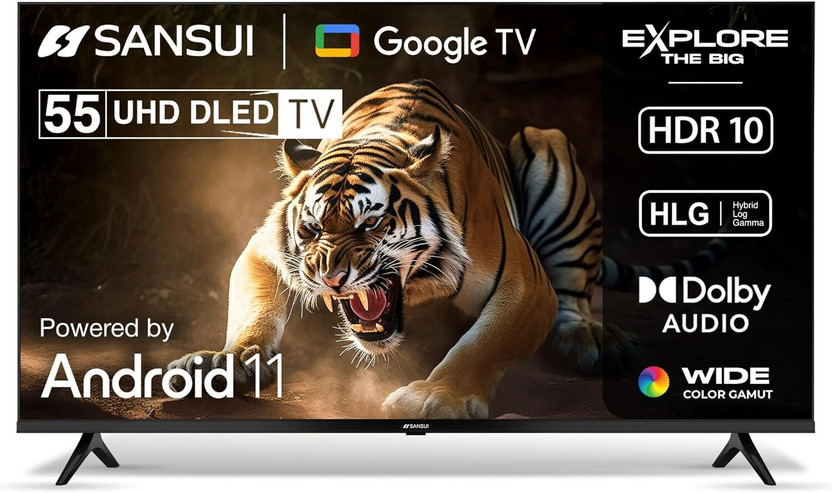 SANSUI
Google TV
55 UHD DLED TV
Powered by
Android 11
EXPLORE
THE BIG
HDR 10
HLG
Hybrid
Log
Gamma
Dolby
AUDIO
WIDE
COLOR GAMUT
SANSUI